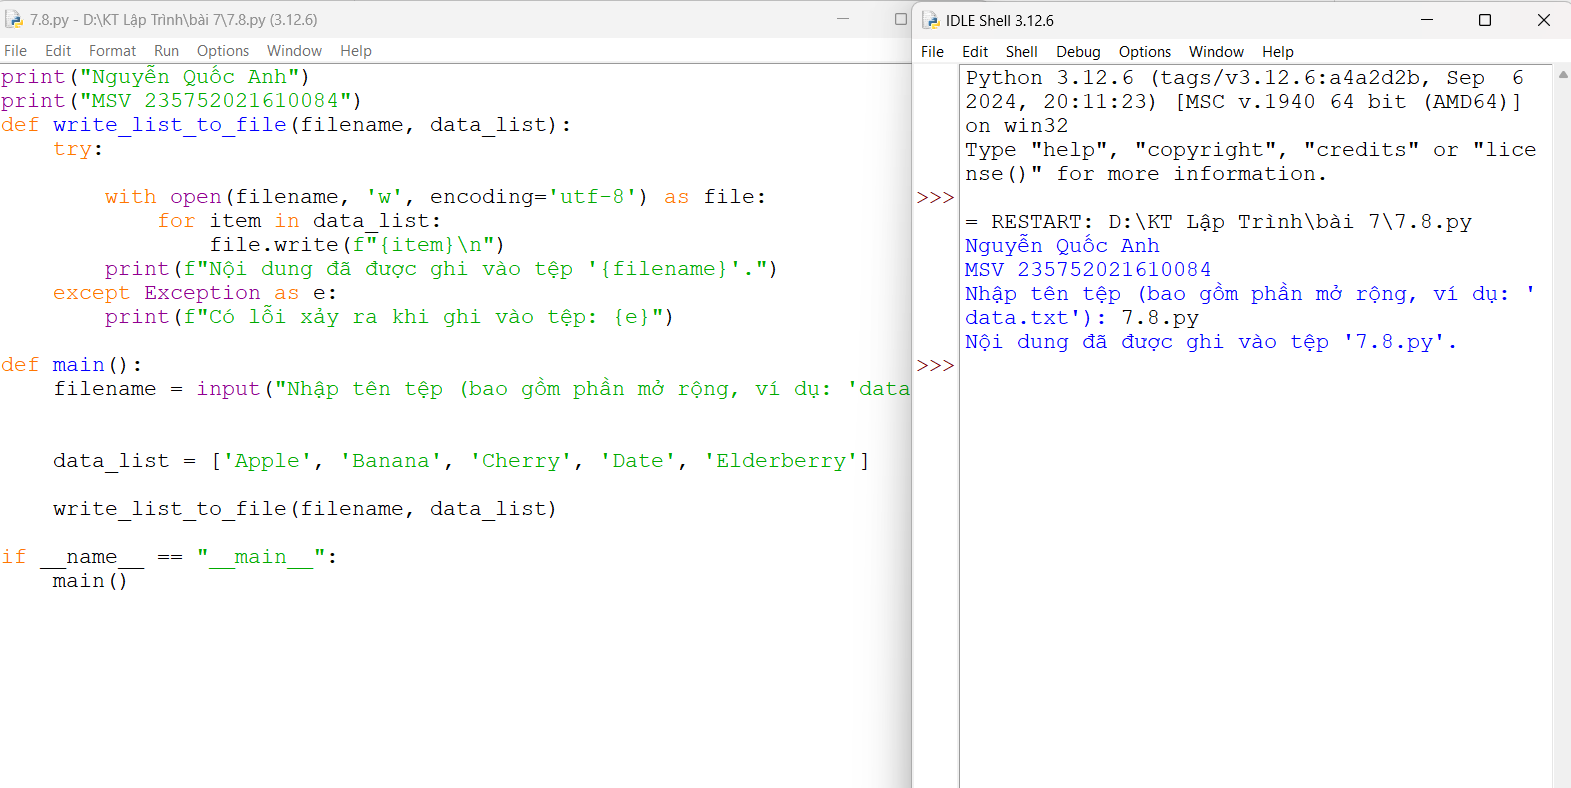 7.8.py - D:\KT Lập Trình\bài 7\7.8.py (3.12.6)
File Edit Format Run Options Window Help
print("Nguyễn Quốc Anh")
print("MSV 235752021610084")
def write_list_to_file(filename, data_list):
    try:
        with open(filename, 'w', encoding='utf-8') as file:
            for item in data_list:
                file.write(f"{item}\n")
        print(f"Nội dung đã được ghi vào tệp '{filename}'.")
    except Exception as e:
        print(f"Có lỗi xảy ra khi ghi vào tệp: {e}")
def main():
    filename = input("Nhập tên tệp (bao gồm phần mở rộng, ví dụ: 'data
    data_list = ['Apple', 'Banana', 'Cherry', 'Date', 'Elderberry']
    write_list_to_file(filename, data_list)
if __name__ == "__main__":
    main()
IDLE Shell 3.12.6
File Edit Shell Debug Options Window Help
Python 3.12.6 (tags/v3.12.6:a4a2d2b, Sep  6
2024, 20:11:23) [MSC v.1940 64 bit (AMD64)]
on win32
Type "help", "copyright", "credits" or "lice
nse()" for more information.
>>>
= RESTART: D:\KT Lập Trình\bài 7\7.8.py
Nguyễn Quốc Anh
MSV 235752021610084
Nhập tên tệp (bao gồm phần mở rộng, ví dụ: '
data.txt'): 7.8.py
Nội dung đã được ghi vào tệp '7.8.py'.
>>>